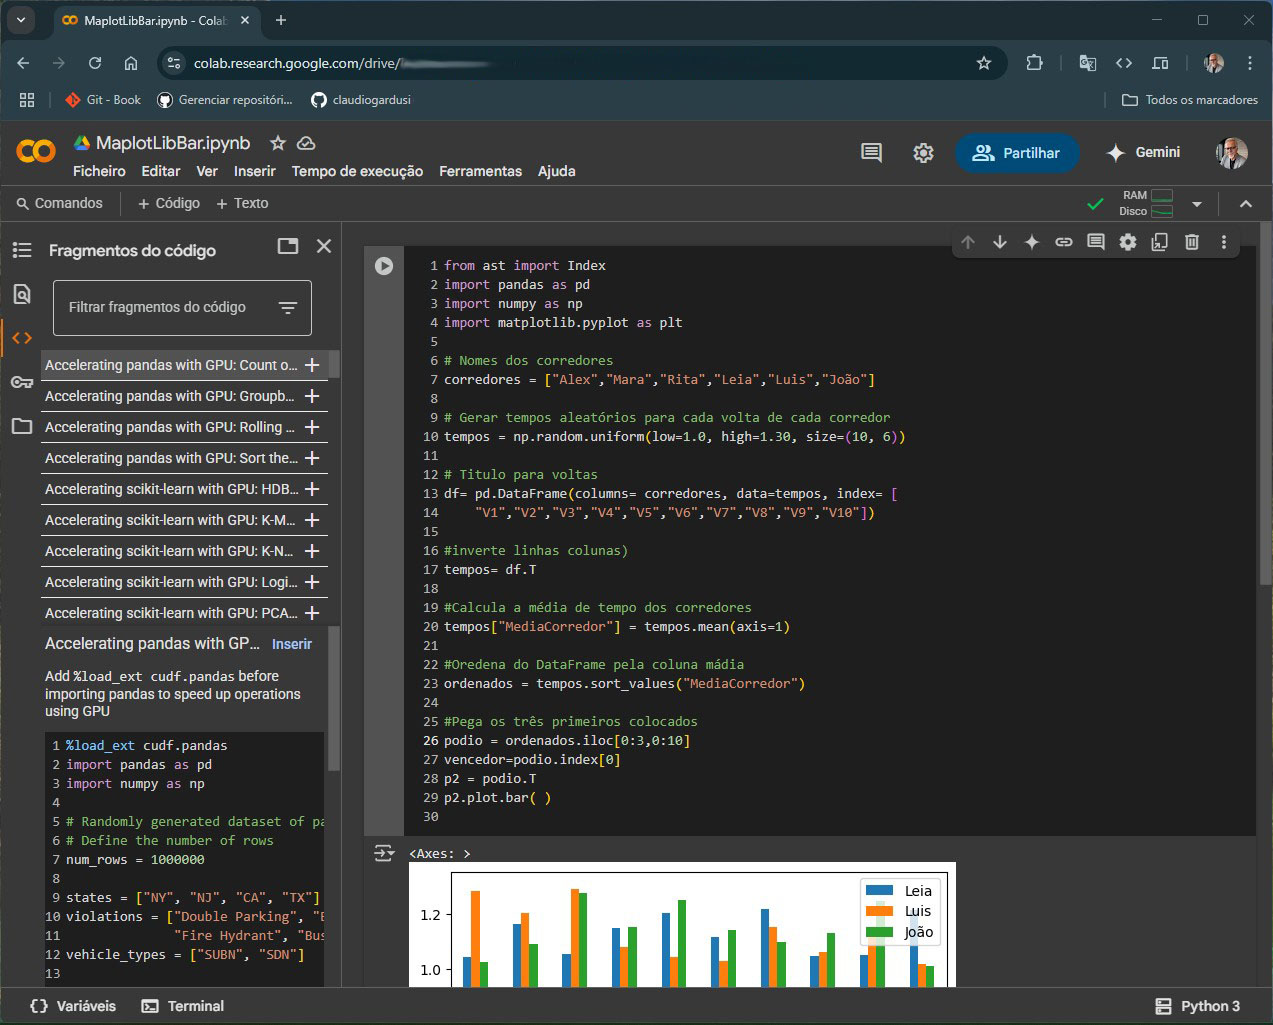 MaplotLibBar.ipynb - Colab
colab.research.google.com/drive/
Git - Book
Gerenciar repositóri...
claudiogardusi
Todos os marcadores
MaplotLibBar.ipynb
Ficheiro Editar Ver Inserir Tempo de execução Ferramentas Ajuda
Partilhar
Gemini
Comandos + Código + Texto
RAM
Disco
Fragmentos do código
Filtrar fragmentos do código
Accelerating pandas with GPU: Count o... +
Accelerating pandas with GPU: Groupb... +
Accelerating pandas with GPU: Rolling ... +
Accelerating pandas with GPU: Sort the... +
Accelerating scikit-learn with GPU: HDB... +
Accelerating scikit-learn with GPU: K-M... +
Accelerating scikit-learn with GPU: K-N... +
Accelerating scikit-learn with GPU: Logi... +
Accelerating scikit-learn with GPU: PCA... +
Accelerating pandas with GP... Inserir
Add %load_ext cudf.pandas before
importing pandas to speed up operations
using GPU
1 %load_ext cudf.pandas
2 import pandas as pd
3 import numpy as np
4
5 # Randomly generated dataset of pa
6 # Define the number of rows
7 num_rows = 1000000
8
9 states = ["NY", "NJ", "CA", "TX"]
10 violations = ["Double Parking", "E
11 "Fire Hydrant", "Bus
12 vehicle_types = ["SUBN", "SDN"]
13
1 from ast import Index
2 import pandas as pd
3 import numpy as np
4 import matplotlib.pyplot as plt
5
6 # Nomes dos corredores
7 corredores = ["Alex","Mara","Rita","Leia","Luis","João"]
8
9 # Gerar tempos aleatórios para cada volta de cada corredor
10 tempos = np.random.uniform(low=1.0, high=1.30, size=(10, 6))
11
12 # Titulo para voltas
13 df= pd.DataFrame(columns= corredores, data=tempos, index= [
14 "V1","V2","V3","V4","V5","V6","V7","V8","V9","V10"])
15
16 #inverte linhas colunas)
17 tempos= df.T
18
19 #Calcula a média de tempo dos corredores
20 tempos["MediaCorredor"] = tempos.mean(axis=1)
21
22 #Oredena do DataFrame pela coluna mádia
23 ordenados = tempos.sort_values("MediaCorredor")
24
25 #Pega os três primeiros colocados
26 podio = ordenados.iloc[0:3,0:10]
27 vencedor=podio.index[0]
28 p2 = podio.T
29 p2.plot.bar( )
30
<Axes: >
Leia
Luis
João
1.2
1.0
Variáveis
Terminal
Python 3